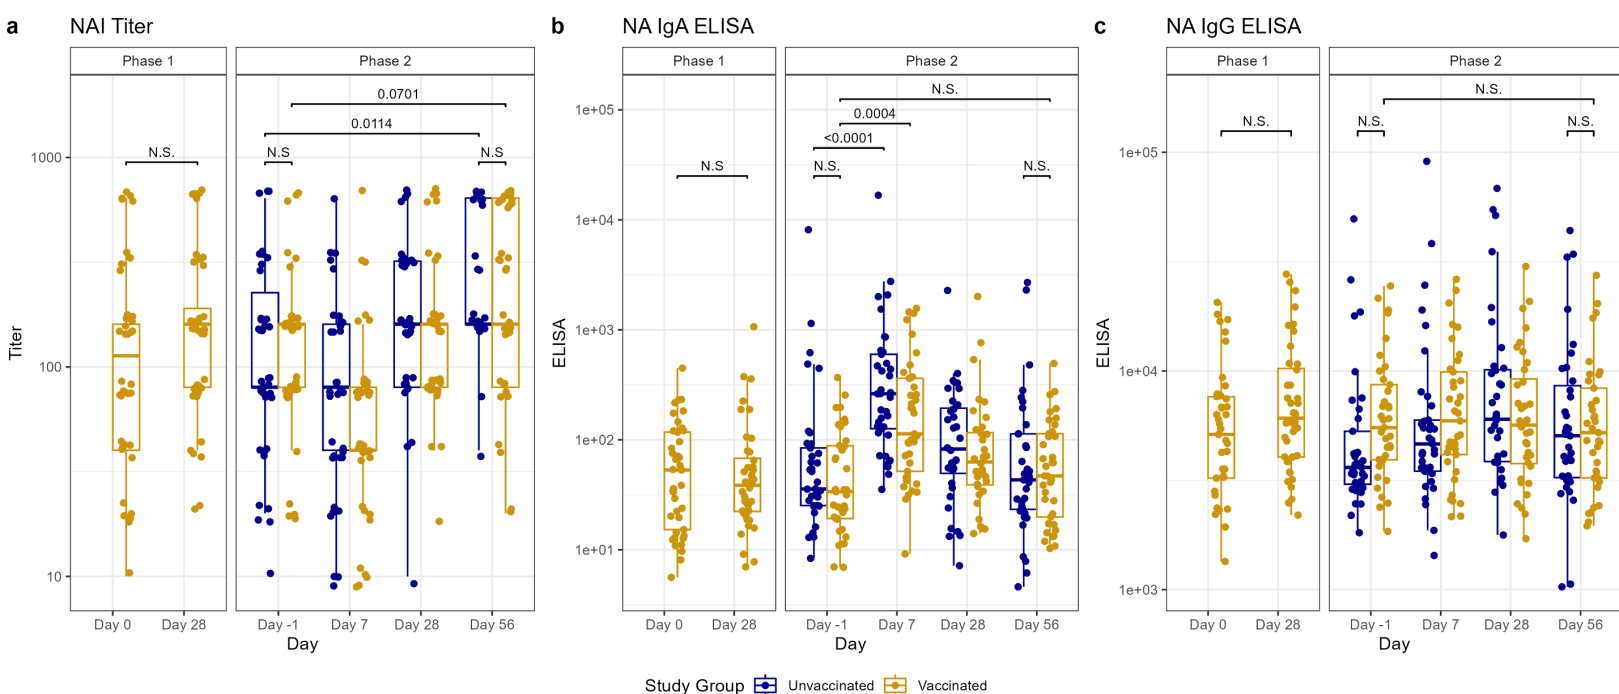 a NAI Titer
Phase 1
Phase 2
Titer
1000
100
10
N.S.
0.0701
0.0114
N.S
N.S
Day 0
Day 28
Day -1
Day 7
Day 28
Day 56
Day
b NA IgA ELISA
Phase 1
Phase 2
ELISA
1e+05
1e+04
1e+03
1e+02
1e+01
N.S
N.S.
0.0004
<0.0001
N.S.
N.S.
Day 0
Day 28
Day -1
Day 7
Day 28
Day 56
Day
c NA IgG ELISA
Phase 1
Phase 2
ELISA
1e+05
1e+04
1e+03
N.S.
N.S.
N.S.
N.S.
Day 0
Day 28
Day -1
Day 7
Day 28
Day 56
Day
Study Group Unvaccinated Vaccinated